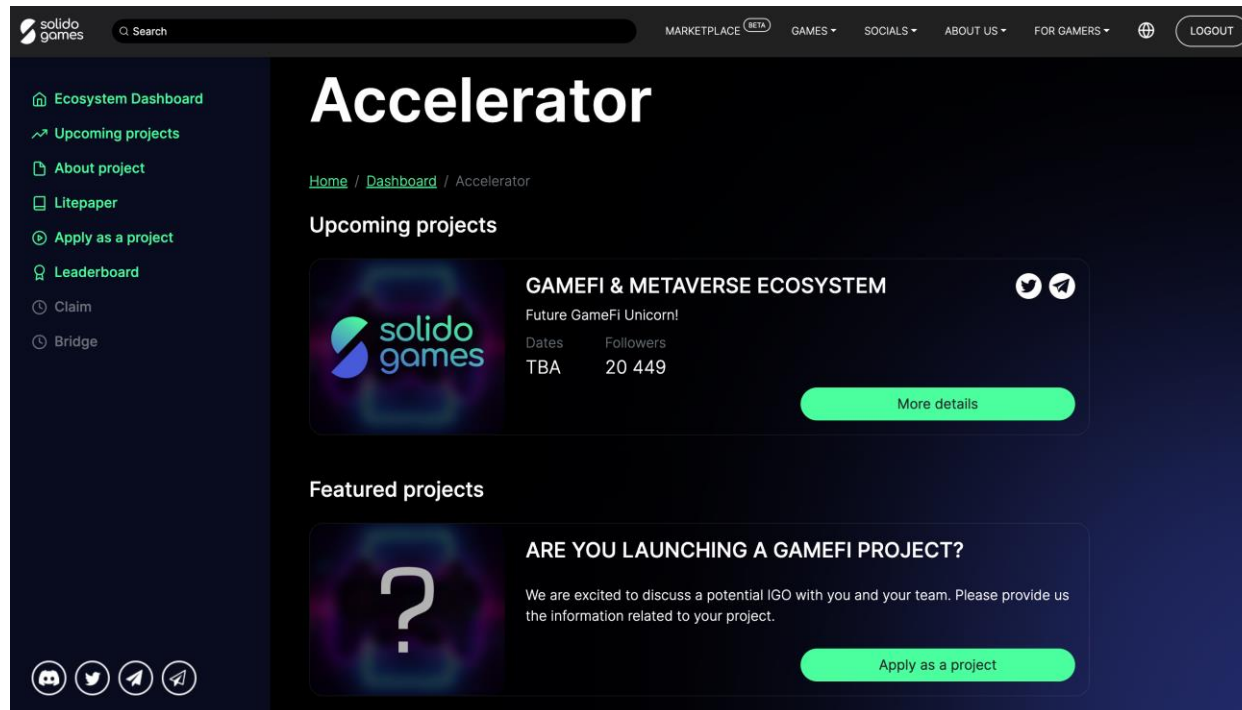 solido
games
Search
MARKETPLACE BETA
GAMES
SOCIALS
ABOUT US
FOR GAMERS
LOGOUT
Ecosystem Dashboard
Upcoming projects
About project
Litepaper
Apply as a project
Leaderboard
Claim
Bridge
Accelerator
Home / Dashboard / Accelerator
Upcoming projects
solido
games
GAMEFI & METAVERSE ECOSYSTEM
Future GameFi Unicorn!
Dates Followers
TBA 20 449
More details
Featured projects
?
ARE YOU LAUNCHING A GAMEFI PROJECT?
We are excited to discuss a potential IGO with you and your team. Please provide us
the information related to your project.
Apply as a project